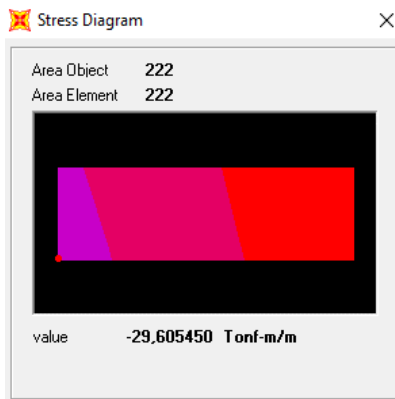 Stress Diagram
Area Object 222
Area Element 222
value -29,605450 Tonf-m/m